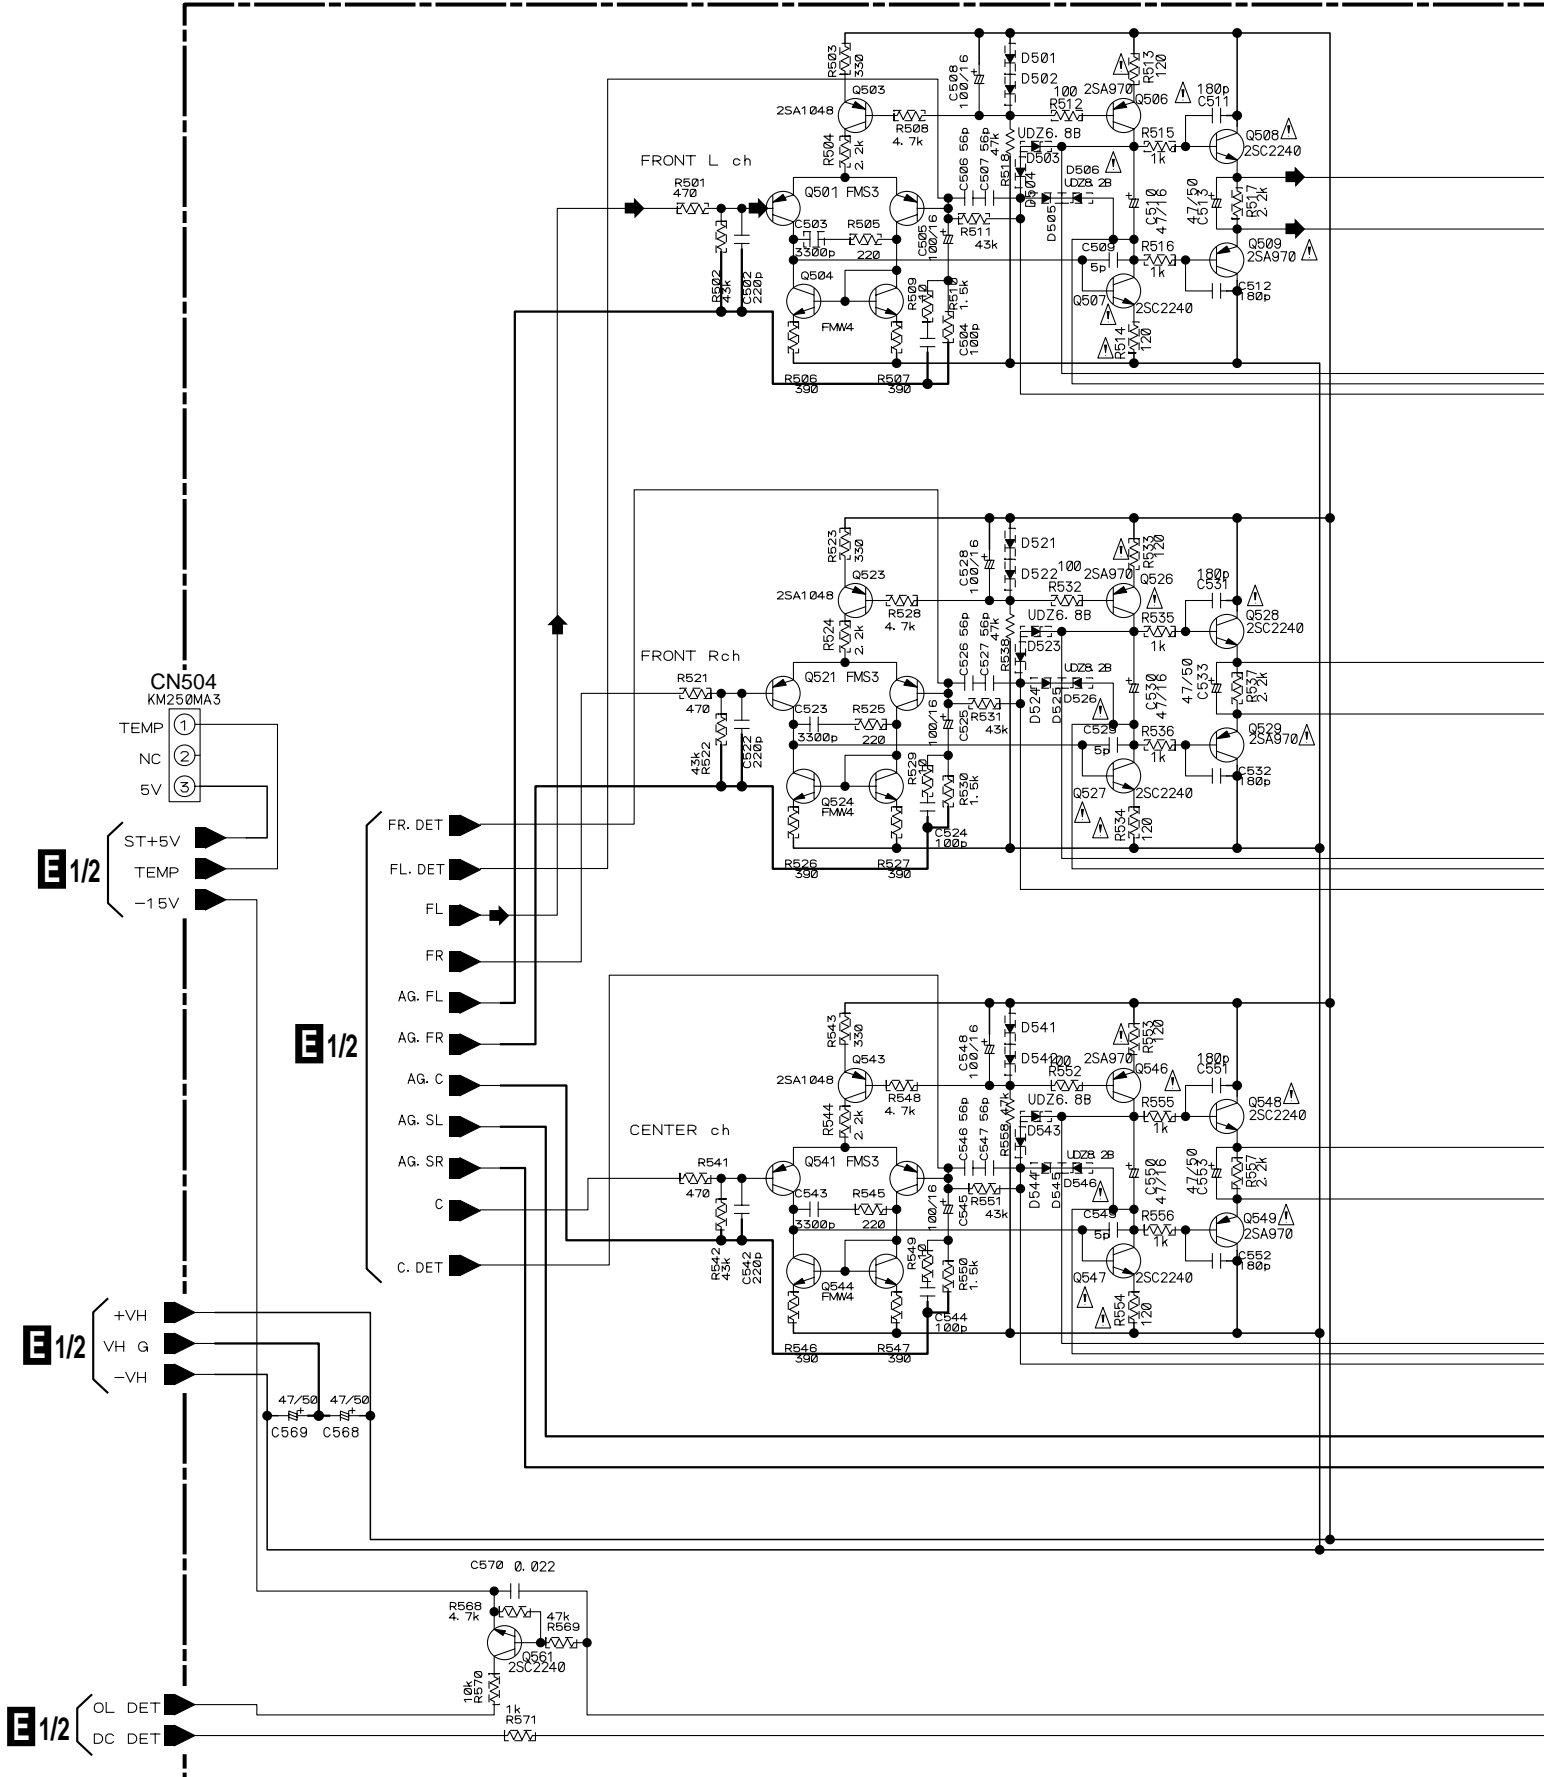 FRONT L ch
R503
330
Q503
2SA1048
R504
2. 2k
R508
4. 7k
C508
100/16
D501
D502
100
R512
2SA970
Q506
R513
120
180p
C511
Q508
2SC2240
R515
1k
UDZ6. 8B
D503
D504
R518
47k
C506 56p
C507 56p
D506
UDZ8. 2B
D505
R501
470
Q501 FMS3
R502
43k
C502
220p
C503
3300p
R505
220
C505
100/16
R511
43k
Q504
FMW4
R509
10
R510
1. 5k
C504
100p
R506
390
R507
390
C509
5p
C510
47/16
47/50
C513
R517
2. 2k
R516
1k
Q509
2SA970
C512
180p
Q507
2SC2240
R514
120
FRONT Rch
R523
330
Q523
2SA1048
R524
2. 2k
R528
4. 7k
C528
100/16
D521
D522
100
R532
2SA970
Q526
R533
120
180p
C531
Q528
2SC2240
R535
1k
UDZ6. 8B
D523
D524
R538
47k
C526 56p
C527 56p
UDZ8. 2B
D526
D525
R521
470
Q521 FMS3
43k
R522
C522
220p
C523
3300p
R525
220
C525
100/16
R531
43k
Q524
FMW4
R529
10
R530
1. 5k
C524
100p
R526
390
R527
390
C529
5p
C530
47/16
47/50
C533
R537
2.2k
R536
1k
Q529
2SA970
C532
180p
Q527
2SC2240
R534
120
CENTER ch
R543
330
Q543
2SA1048
R544
2. 2k
R548
4. 7k
C548
100/16
D541
D542
100
R552
2SA970
Q546
R553
120
180p
C551
Q548
2SC2240
R555
1k
UDZ6. 8B
D543
D544
R558
47k
C546 56p
C547 56p
UDZ8. 2B
D546
D545
R541
470
Q541 FMS3
R542
43k
C542
220p
C543
3300p
R545
220
C545
100/16
R551
43k
Q544
FMW4
R549
10
R550
1. 5k
C544
100p
R546
390
R547
390
C549
5p
C550
47/16
47/50
C553
R557
2.2k
R556
1k
Q549
2SA970
C552
180p
Q547
2SC2240
R554
120
CN504
KM250MA3
TEMP 1
NC 2
5V 3
E 1/2
ST+5V
TEMP
-15V
E 1/2
FR. DET
FL. DET
FL
FR
AG. FL
AG. FR
AG. C
AG. SL
AG. SR
C
C. DET
E 1/2
+VH
VH G
-VH
47/50
C569
47/50
C568
C570 0. 022
R568
4. 7k
47k
R569
Q561
2SC2240
10k
R570
1k
R571
E 1/2
OL DET
DC DET